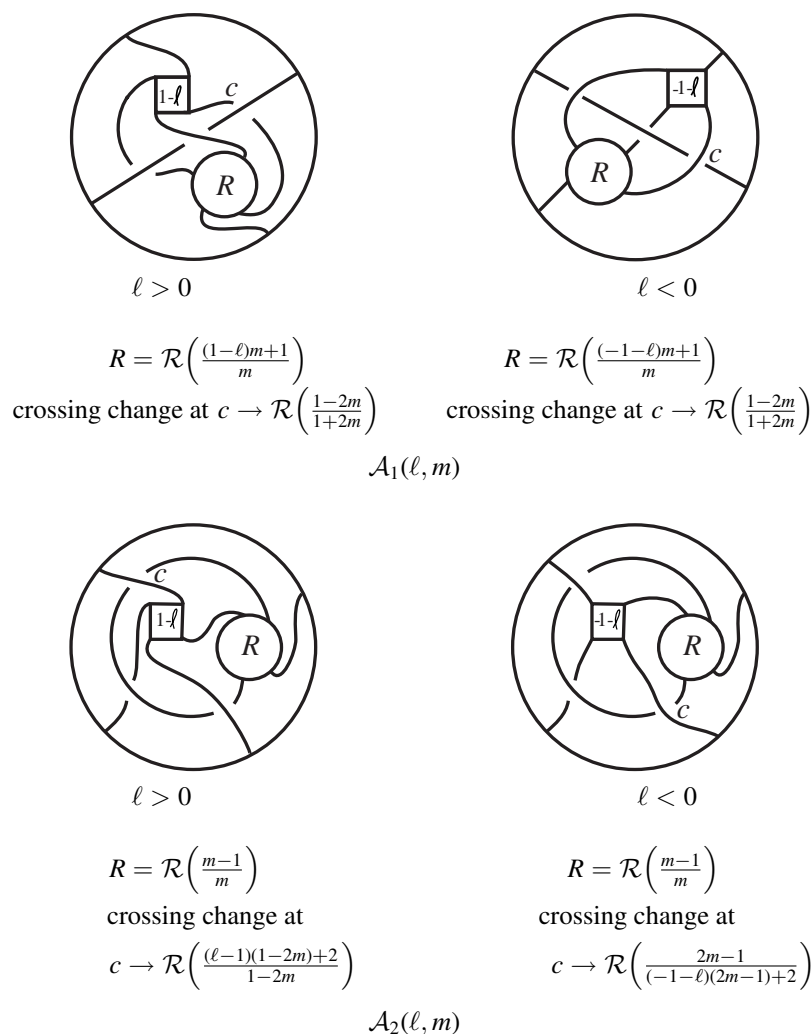 1-ℓ c R -1-ℓ c R
ℓ > 0 ℓ < 0
R = ℛ((1−ℓ)m+1 / m) R = ℛ((−1−ℓ)m+1 / m)
crossing change at c → ℛ(1−2m / 1+2m) crossing change at c → ℛ(1−2m / 1+2m)
𝒜₁(ℓ, m)
c 1-ℓ R -1-ℓ R c
ℓ > 0 ℓ < 0
R = ℛ(m−1 / m) R = ℛ(m−1 / m)
crossing change at crossing change at
c → ℛ((ℓ−1)(1−2m)+2 / 1−2m) c → ℛ(2m−1 / (−1−ℓ)(2m−1)+2)
𝒜₂(ℓ, m)